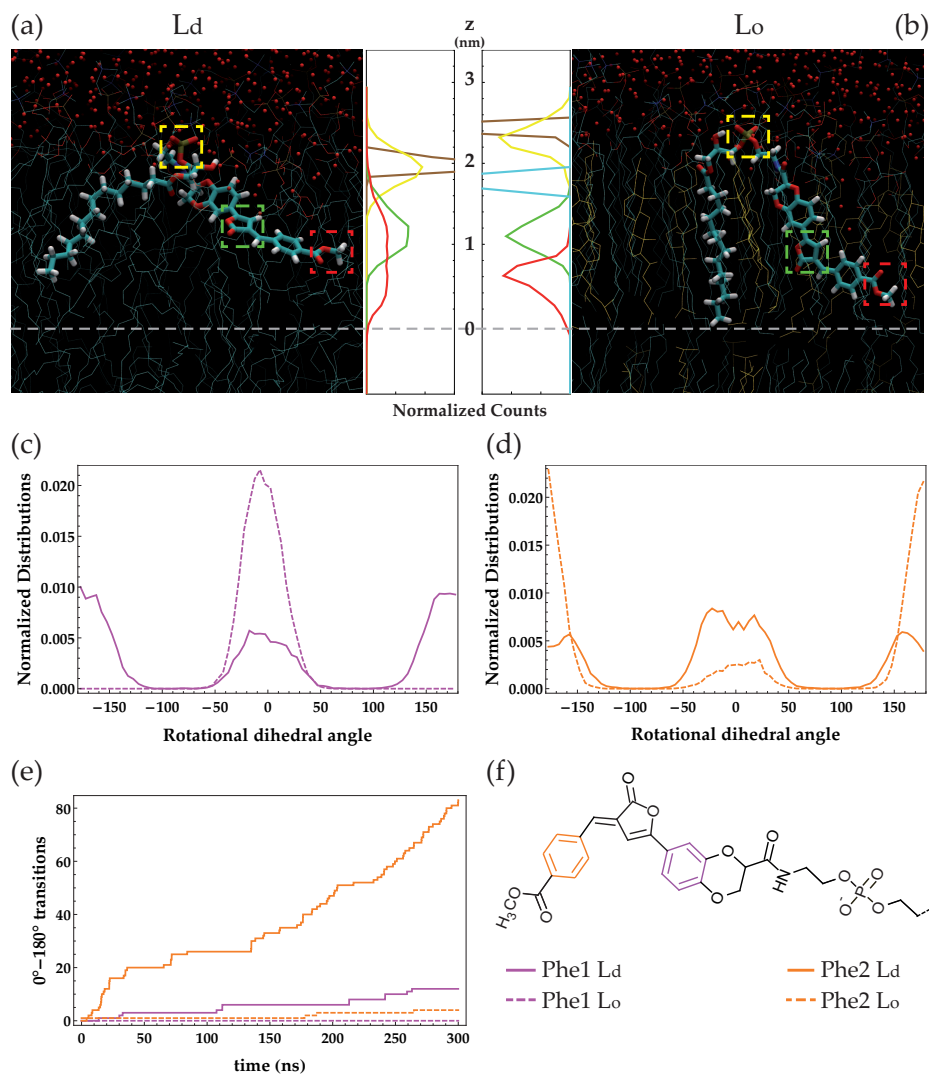 (a) Ld z (nm) Lo (b)
3
2
1
0
Normalized Counts
(c) (d)
Normalized Distributions
0.020
0.015
0.010
0.005
0.000
−150 −100 −50 0 50 100 150
Rotational dihedral angle
Normalized Distributions
0.020
0.015
0.010
0.005
0.000
−150 −100 −50 0 50 100 150
Rotational dihedral angle
(e) (f)
0°−180° transitions
80
60
40
20
0
0 50 100 150 200 250 300
time (ns)
O
O
O
O
NH
O
O
P
O
O-
O
O
H3CO
O
Phe1 Ld Phe2 Ld
Phe1 Lo Phe2 Lo